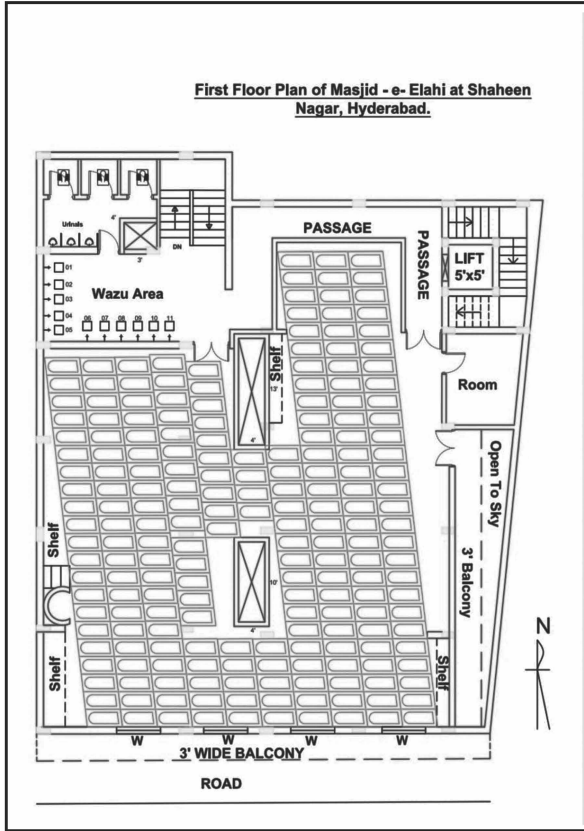 First Floor Plan of Masjid - e- Elahi at Shaheen
Nagar, Hyderabad.
Urinals
4'
3'
DN
PASSAGE
PASSAGE
LIFT
5'x5'
01
02
03
04
05
Wazu Area
06 07 08 09 10 11
Shelf
13'
4'
Room
Open To Sky
3' Balcony
Shelf
10'
4'
Shelf
Shelf
N
W W W W
3' WIDE BALCONY
ROAD